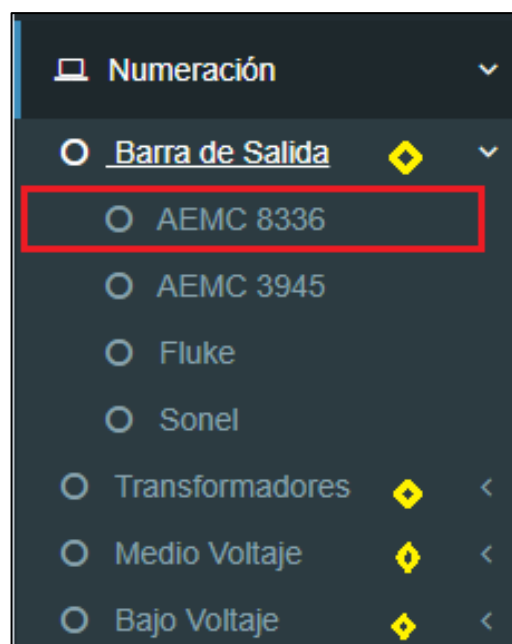 Numeración
Barra de Salida
AEMC 8336
AEMC 3945
Fluke
Sonel
Transformadores
Medio Voltaje
Bajo Voltaje